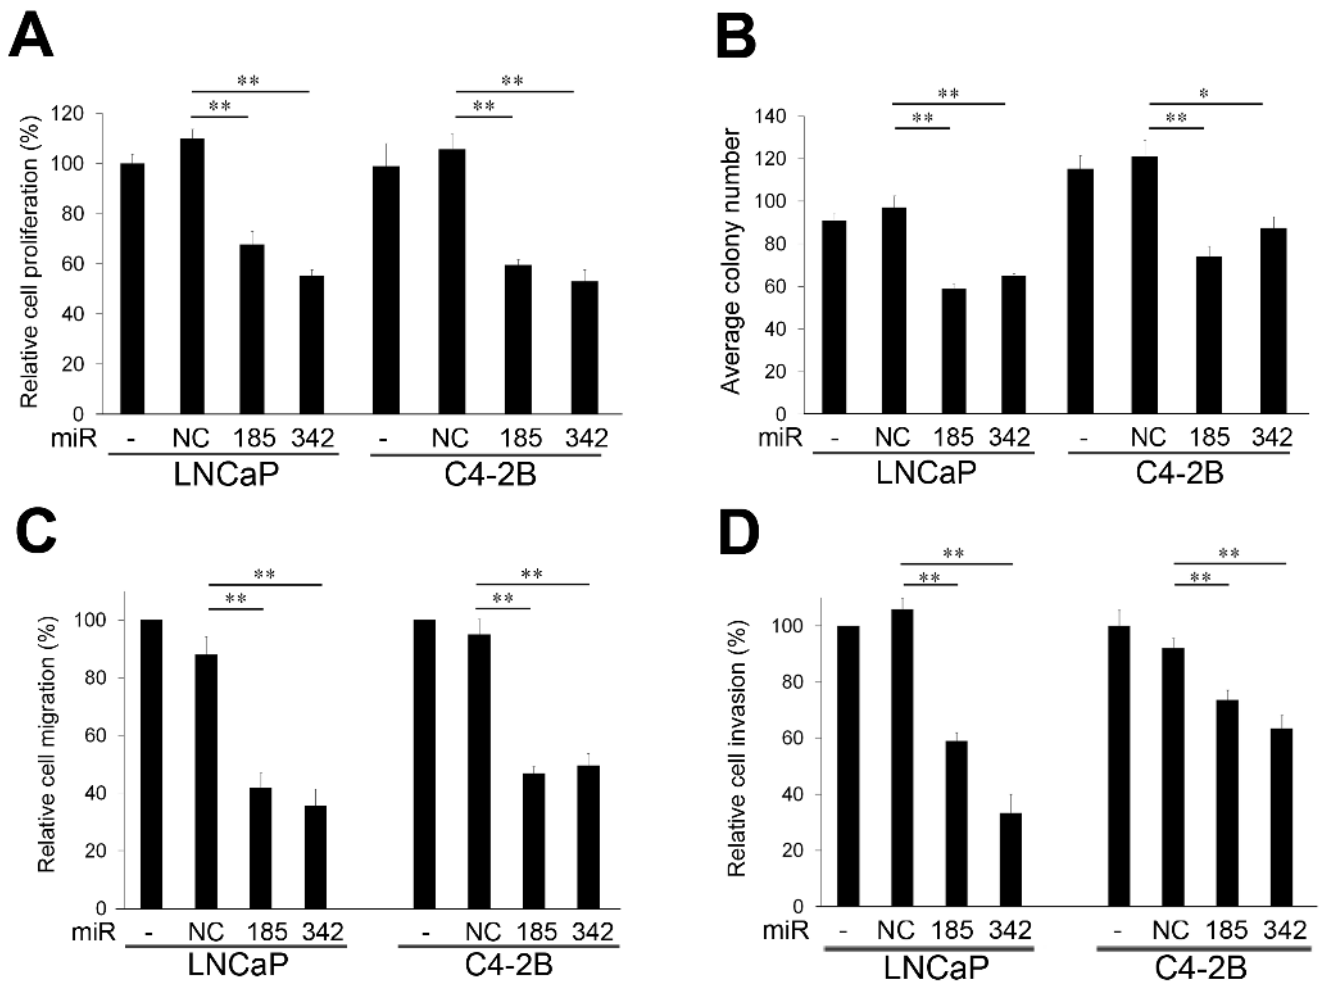 A
** **
** **
Relative cell proliferation (%)
120
100
80
60
40
20
0
miR - NC 185 342 - NC 185 342
LNCaP C4-2B
B
** *
** **
Average colony number
140
120
100
80
60
40
20
0
miR - NC 185 342 - NC 185 342
LNCaP C4-2B
C
** **
** **
Relative cell migration (%)
100
80
60
40
20
0
miR - NC 185 342 - NC 185 342
LNCaP C4-2B
D
** **
** **
Relative cell invasion (%)
100
80
60
40
20
0
miR - NC 185 342 - NC 185 342
LNCaP C4-2B